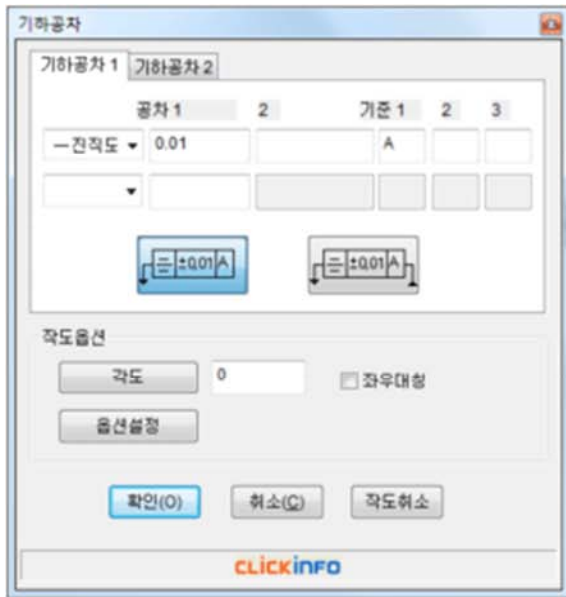 기하공차
기하공차 1 기하공차 2
공차 1 2 기준 1 2 3
─진직도 0.01 A
±0,01 A ±0,01 A
작도옵션
각도 0 좌우대칭
옵션설정
확인(O) 취소(C) 작도취소
CLICKINFO